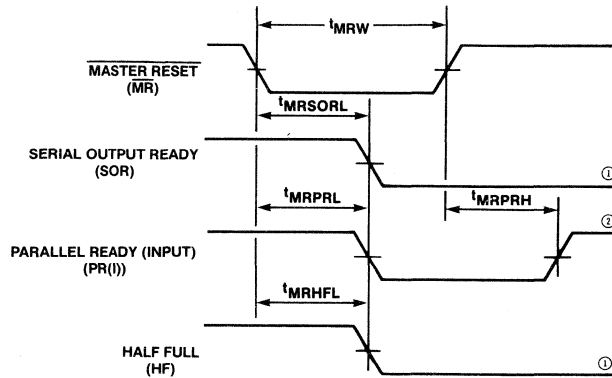 tMRW
MASTER RESET
(MR)
tMRSORL
SERIAL OUTPUT READY
(SOR)
①
tMRPRL
tMRPRH
②
PARALLEL READY (INPUT)
(PR(I))
tMRHFL
HALF FULL
(HF)
①